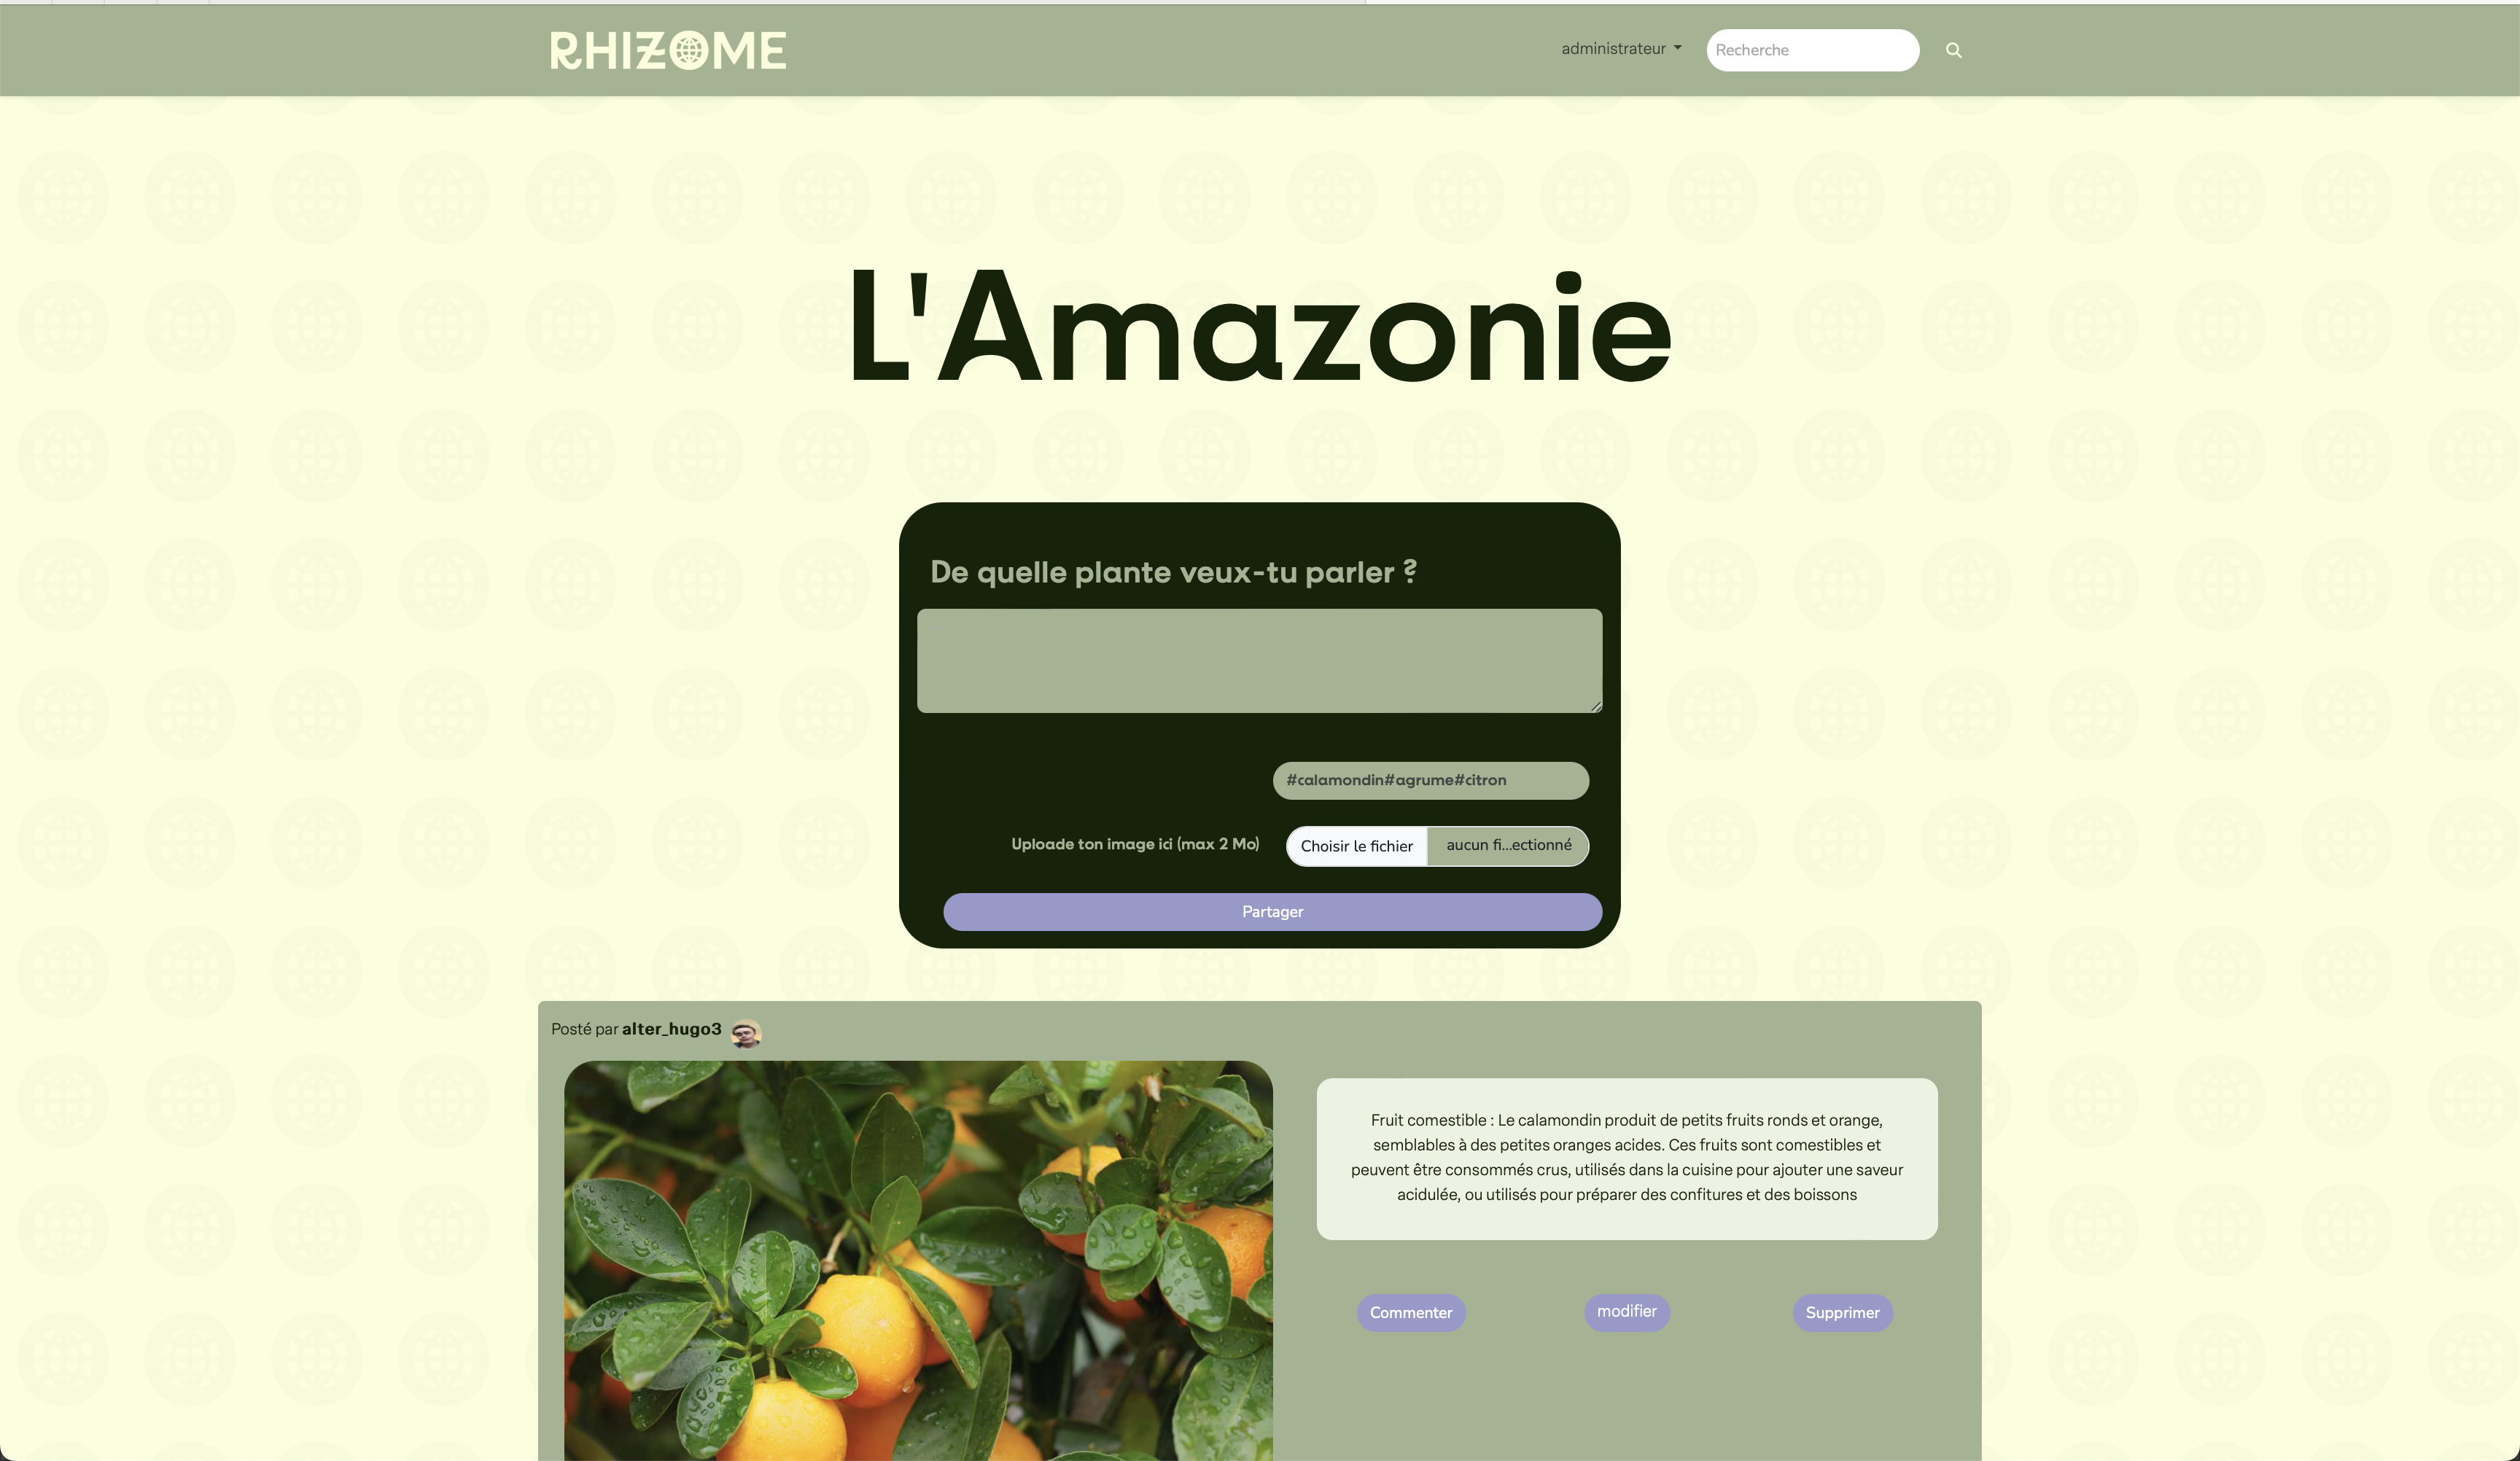 RHIZOME
administrateur
Recherche
L'Amazonie
De quelle plante veux-tu parler ?
#calamondin#agrume#citron
Uploade ton image ici (max 2 Mo)
Choisir le fichier
aucun fi...ectionné
Partager
Posté par alter_hugo3
Fruit comestible : Le calamondin produit de petits fruits ronds et orange,
semblables à des petites oranges acides. Ces fruits sont comestibles et
peuvent être consommés crus, utilisés dans la cuisine pour ajouter une saveur
acidulée, ou utilisés pour préparer des confitures et des boissons
Commenter
modifier
Supprimer